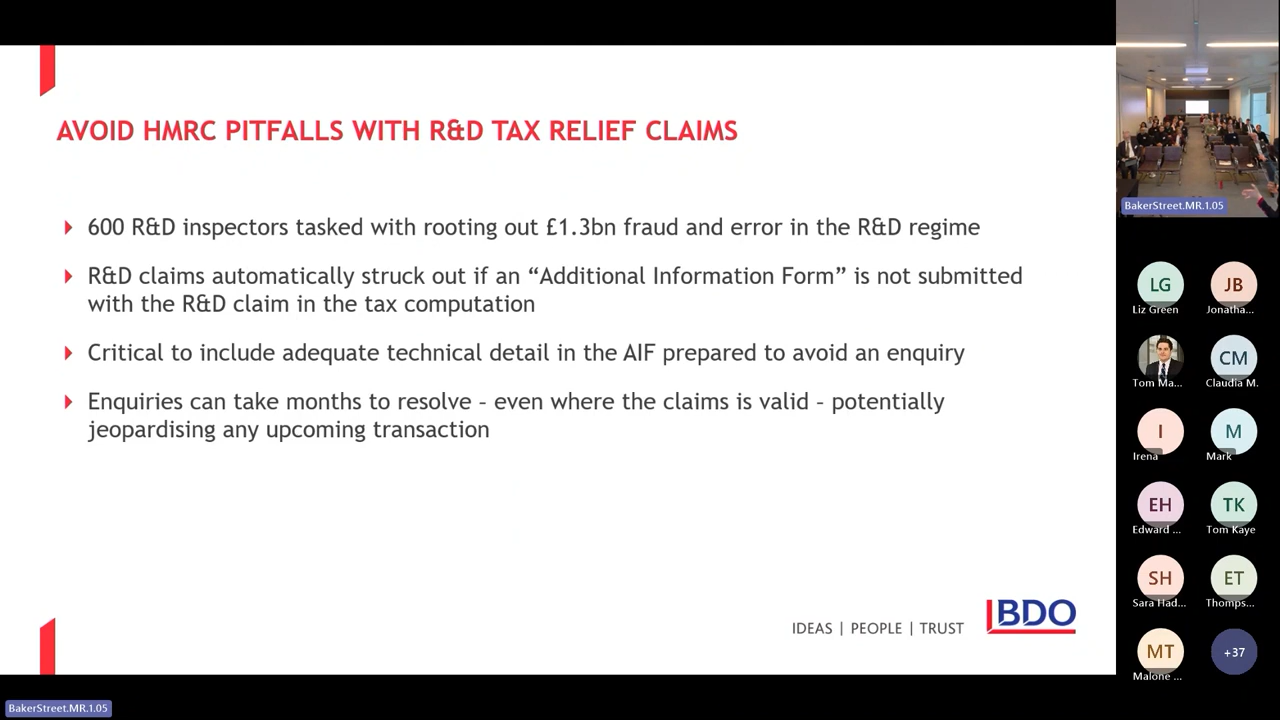 AVOID HMRC PITFALLS WITH R&D TAX RELIEF CLAIMS
600 R&D inspectors tasked with rooting out £1.3bn fraud and error in the R&D regime
R&D claims automatically struck out if an “Additional Information Form” is not submitted
with the R&D claim in the tax computation
Critical to include adequate technical detail in the AIF prepared to avoid an enquiry
Enquiries can take months to resolve – even where the claims is valid – potentially
jeopardising any upcoming transaction
IDEAS | PEOPLE | TRUST
BDO
BakerStreet.MR.1.05
BakerStreet.MR.1.05
LG
Liz Green
JB
Jonatha...
Tom Ma...
CM
Claudia M.
I
Irena
M
Mark
EH
Edward ...
TK
Tom Kaye
SH
Sara Had...
ET
Thomps...
MT
Malone ...
+37